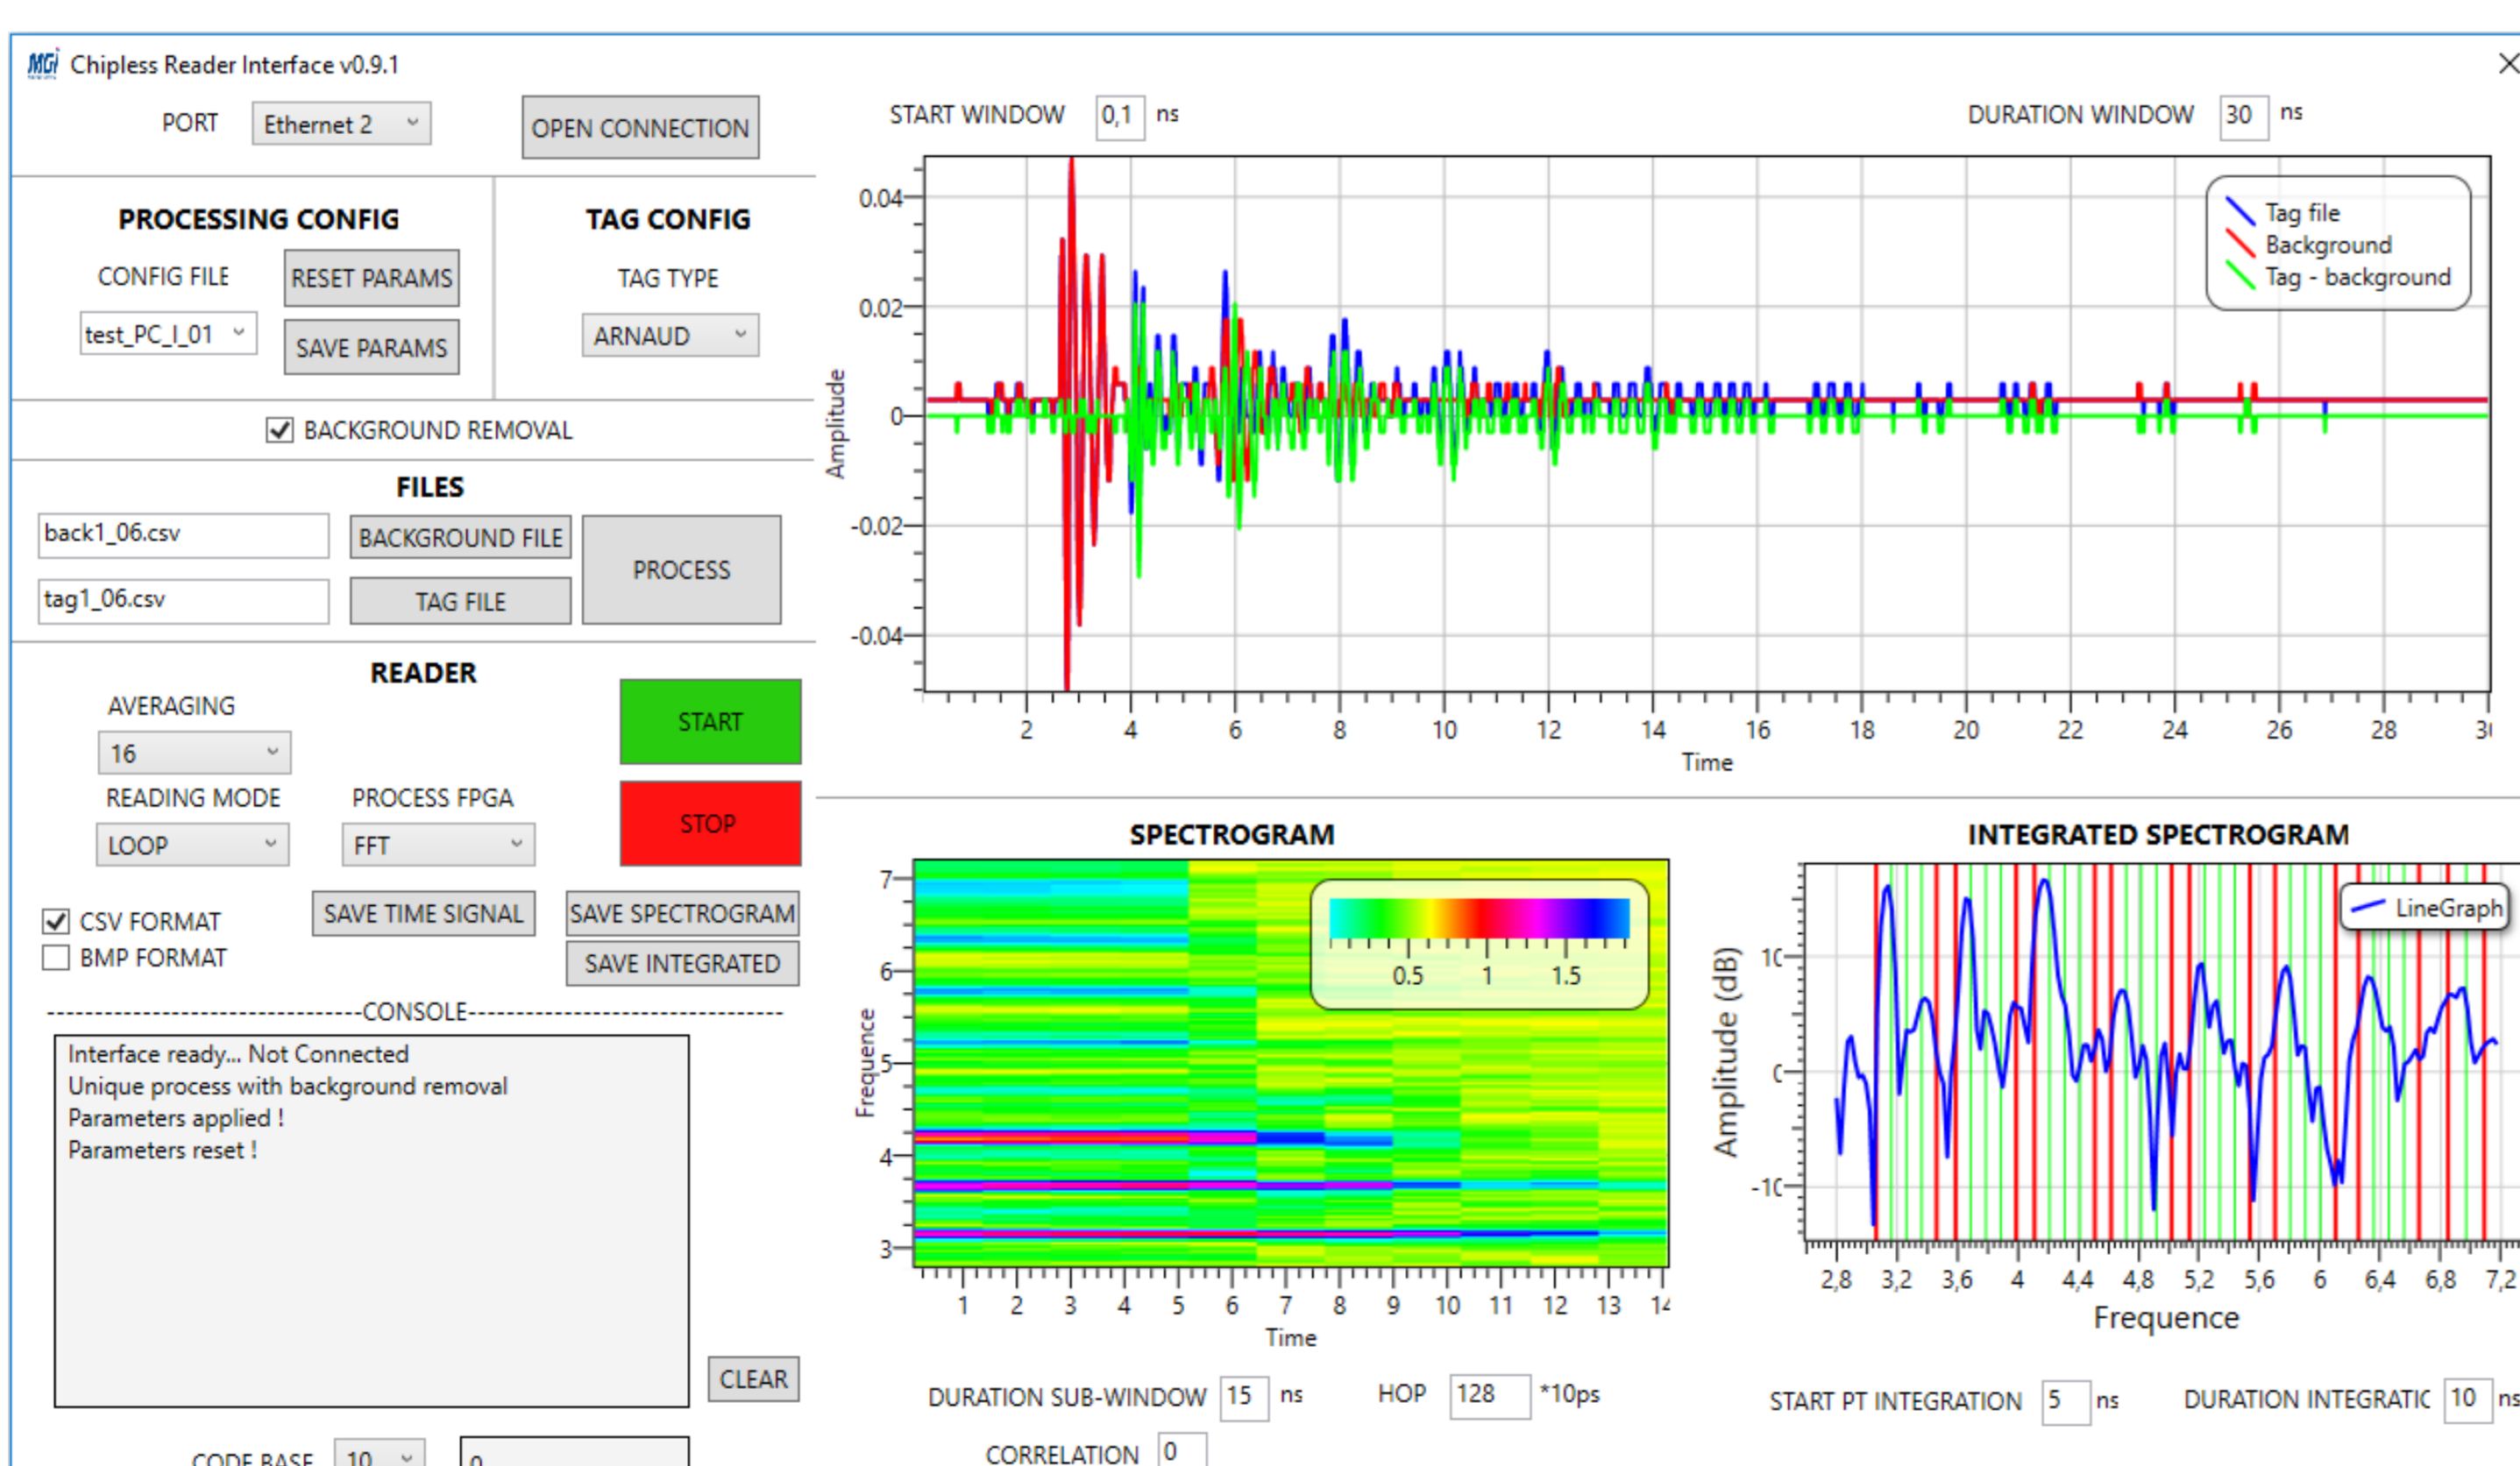 MGI Chipless Reader Interface v0.9.1
PORT Ethernet 2 OPEN CONNECTION
PROCESSING CONFIG
CONFIG FILE RESET PARAMS
test_PC_I_01 SAVE PARAMS
TAG CONFIG
TAG TYPE
ARNAUD
BACKGROUND REMOVAL
FILES
back1_06.csv BACKGROUND FILE
PROCESS
tag1_06.csv TAG FILE
READER
AVERAGING
16
START
READING MODE PROCESS FPGA
LOOP FFT
STOP
CSV FORMAT
BMP FORMAT
SAVE TIME SIGNAL SAVE SPECTROGRAM
SAVE INTEGRATED
CONSOLE
Interface ready... Not Connected
Unique process with background removal
Parameters applied !
Parameters reset !
CLEAR
CODE BASE 10 0
START WINDOW 0,1 ns
DURATION WINDOW 30 ns
Tag file
Background
Tag - background
Amplitude
0.04
0.02
0
-0.02
-0.04
2 4 6 8 10 12 14 16 18 20 22 24 26 28
Time
SPECTROGRAM
0.5 1 1.5
Frequence
7
6
5
4
3
1 2 3 4 5 6 7 8 9 10 11 12 13 14
Time
DURATION SUB-WINDOW 15 ns HOP 128 *10ps
CORRELATION 0
INTEGRATED SPECTROGRAM
LineGraph
Amplitude (dB)
10
0
-10
2,8 3,2 3,6 4 4,4 4,8 5,2 5,6 6 6,4 6,8 7,2
Frequence
START PT INTEGRATION 5 ns DURATION INTEGRATIC 10 ns